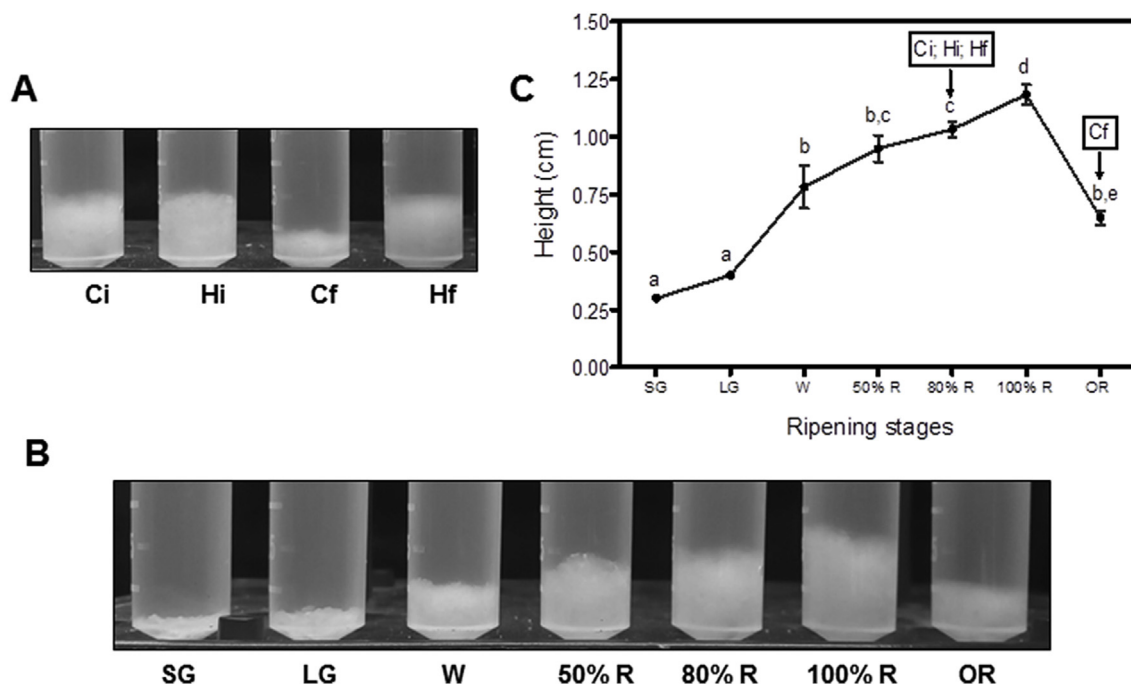 A
Ci Hi Cf Hf
C
Height (cm)
1.50
1.25
1.00
0.75
0.50
0.25
0.00
a
a
b
b,c
c
d
b,e
Ci; Hi; Hf
Cf
SG LG W 50% R 80% R 100% R OR
Ripening stages
B
SG LG W 50% R 80% R 100% R OR